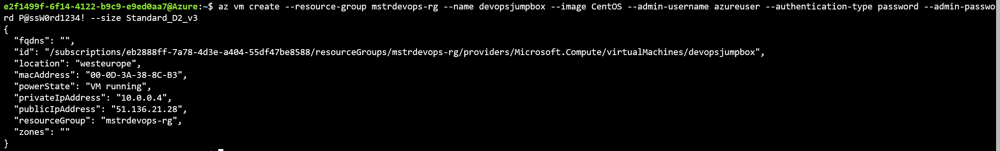 e2f1499f-6f14-4122-b9c9-e9ed0aa7@Azure:~$ az vm create --resource-group mstrdevops-rg --name devopsjumpbox --image CentOS --admin-username azureuser --authentication-type password --admin-passwo
rd P@ssW0rd1234! --size Standard_D2_v3
{
  "fqdns": "",
  "id": "/subscriptions/eb2888ff-7a78-4d3e-a404-55df47be8588/resourceGroups/mstrdevops-rg/providers/Microsoft.Compute/virtualMachines/devopsjumpbox",
  "location": "westeurope",
  "macAddress": "00-0D-3A-38-8C-B3",
  "powerState": "VM running",
  "privateIpAddress": "10.0.0.4",
  "publicIpAddress": "51.136.21.28",
  "resourceGroup": "mstrdevops-rg",
  "zones": ""
}